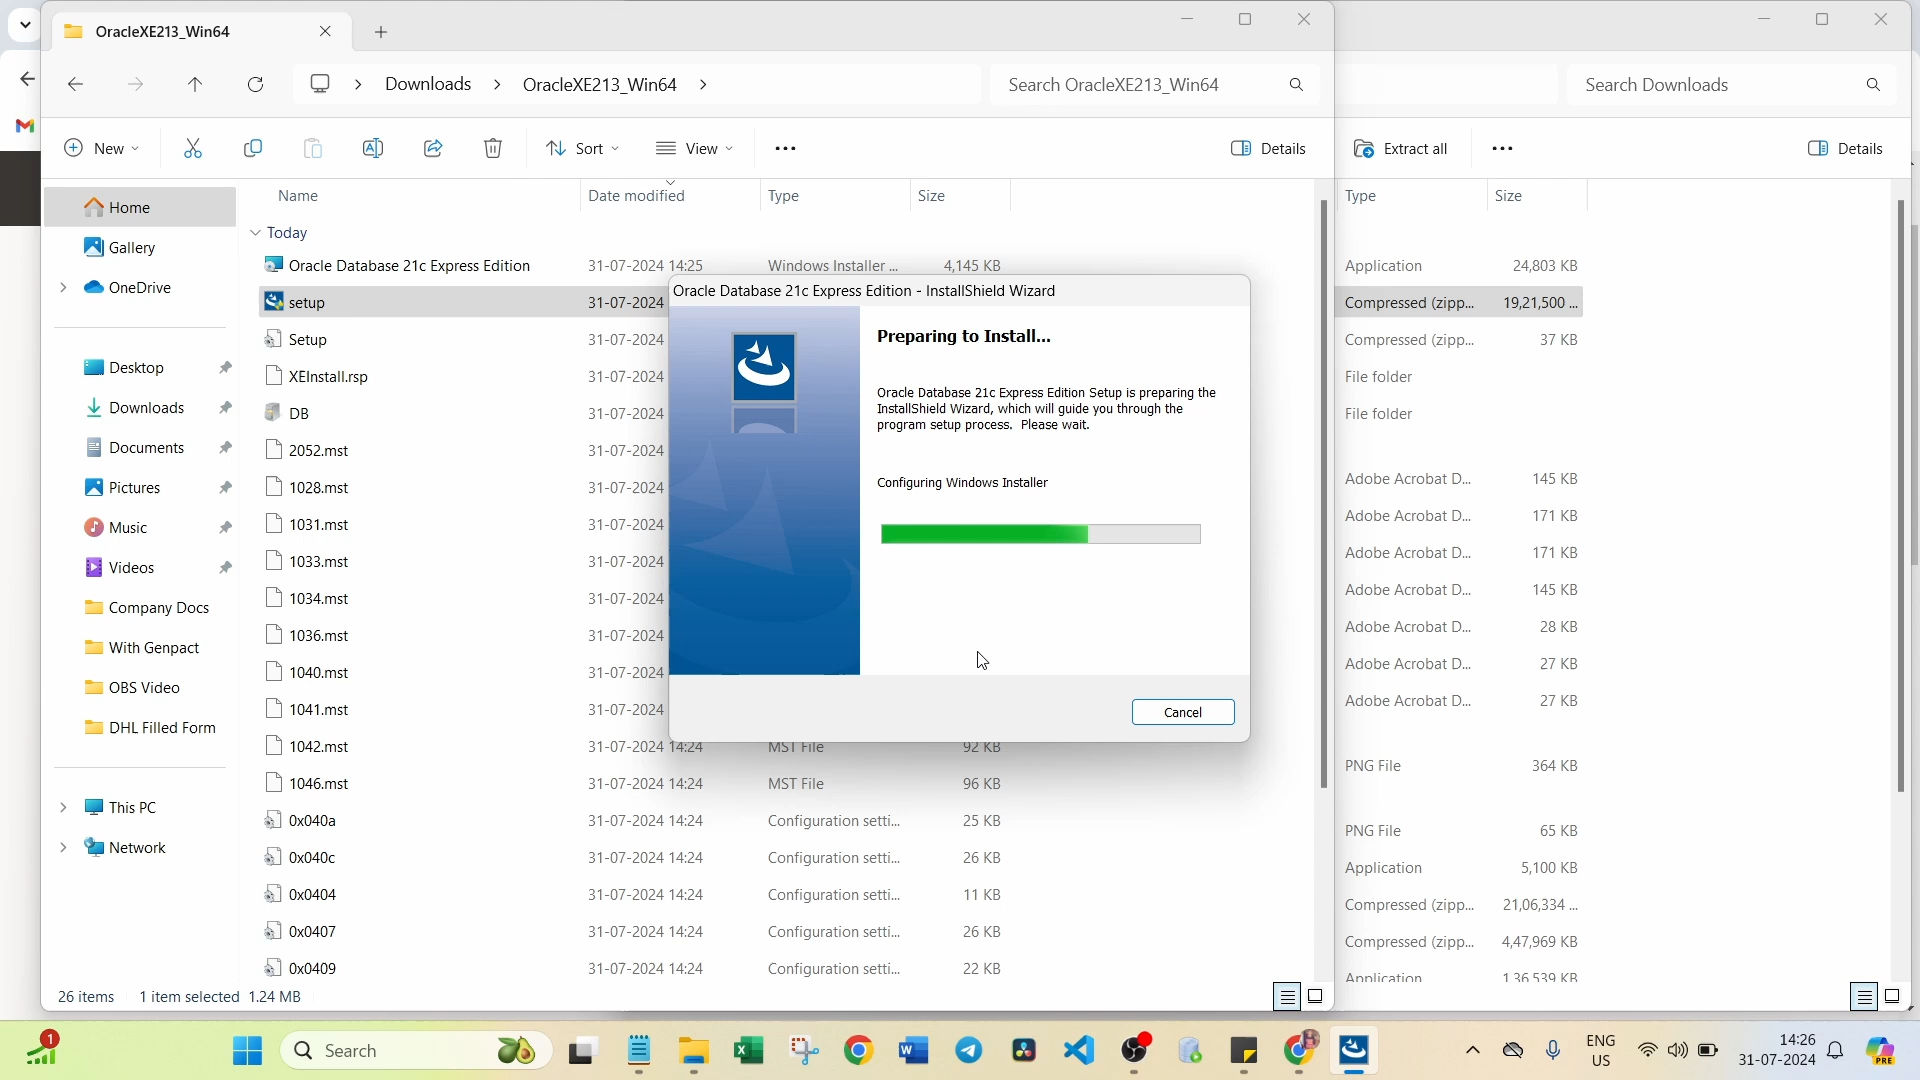 OracleXE213_Win64
Downloads
OracleXE213_Win64
Search OracleXE213_Win64
Search Downloads
New
Sort
View
Details
Extract all
Details
Name
Date modified
Type
Size
Type
Size
Home
Gallery
OneDrive
Desktop
Downloads
Documents
Pictures
Music
Videos
Company Docs
With Genpact
OBS Video
DHL Filled Form
This PC
Network
Today
Oracle Database 21c Express Edition 31-07-2024 14:25 Windows Installer ... 4,145 KB
setup 31-07-2024
Setup 31-07-2024
XEInstall.rsp 31-07-2024
DB 31-07-2024
2052.mst 31-07-2024
1028.mst 31-07-2024
1031.mst 31-07-2024
1033.mst 31-07-2024
1034.mst 31-07-2024
1036.mst 31-07-2024
1040.mst 31-07-2024
1041.mst 31-07-2024
1042.mst 31-07-2024 14:24 MST File 92 KB
1046.mst 31-07-2024 14:24 MST File 96 KB
0x040a 31-07-2024 14:24 Configuration setti... 25 KB
0x040c 31-07-2024 14:24 Configuration setti... 26 KB
0x0404 31-07-2024 14:24 Configuration setti... 11 KB
0x0407 31-07-2024 14:24 Configuration setti... 26 KB
0x0409 31-07-2024 14:24 Configuration setti... 22 KB
Oracle Database 21c Express Edition - InstallShield Wizard
Preparing to Install...
Oracle Database 21c Express Edition Setup is preparing the
InstallShield Wizard, which will guide you through the
program setup process. Please wait.
Configuring Windows Installer
Cancel
Application 24,803 KB
Compressed (zipp... 19,21,500 ...
Compressed (zipp... 37 KB
File folder
File folder
Adobe Acrobat D... 145 KB
Adobe Acrobat D... 171 KB
Adobe Acrobat D... 171 KB
Adobe Acrobat D... 145 KB
Adobe Acrobat D... 28 KB
Adobe Acrobat D... 27 KB
Adobe Acrobat D... 27 KB
PNG File 364 KB
PNG File 65 KB
Application 5,100 KB
Compressed (zipp... 21,06,334 ...
Compressed (zipp... 4,47,969 KB
Application 1,36,539 KB
26 items 1 item selected 1.24 MB
1
Search
ENG
US
14:26
31-07-2024
PRE